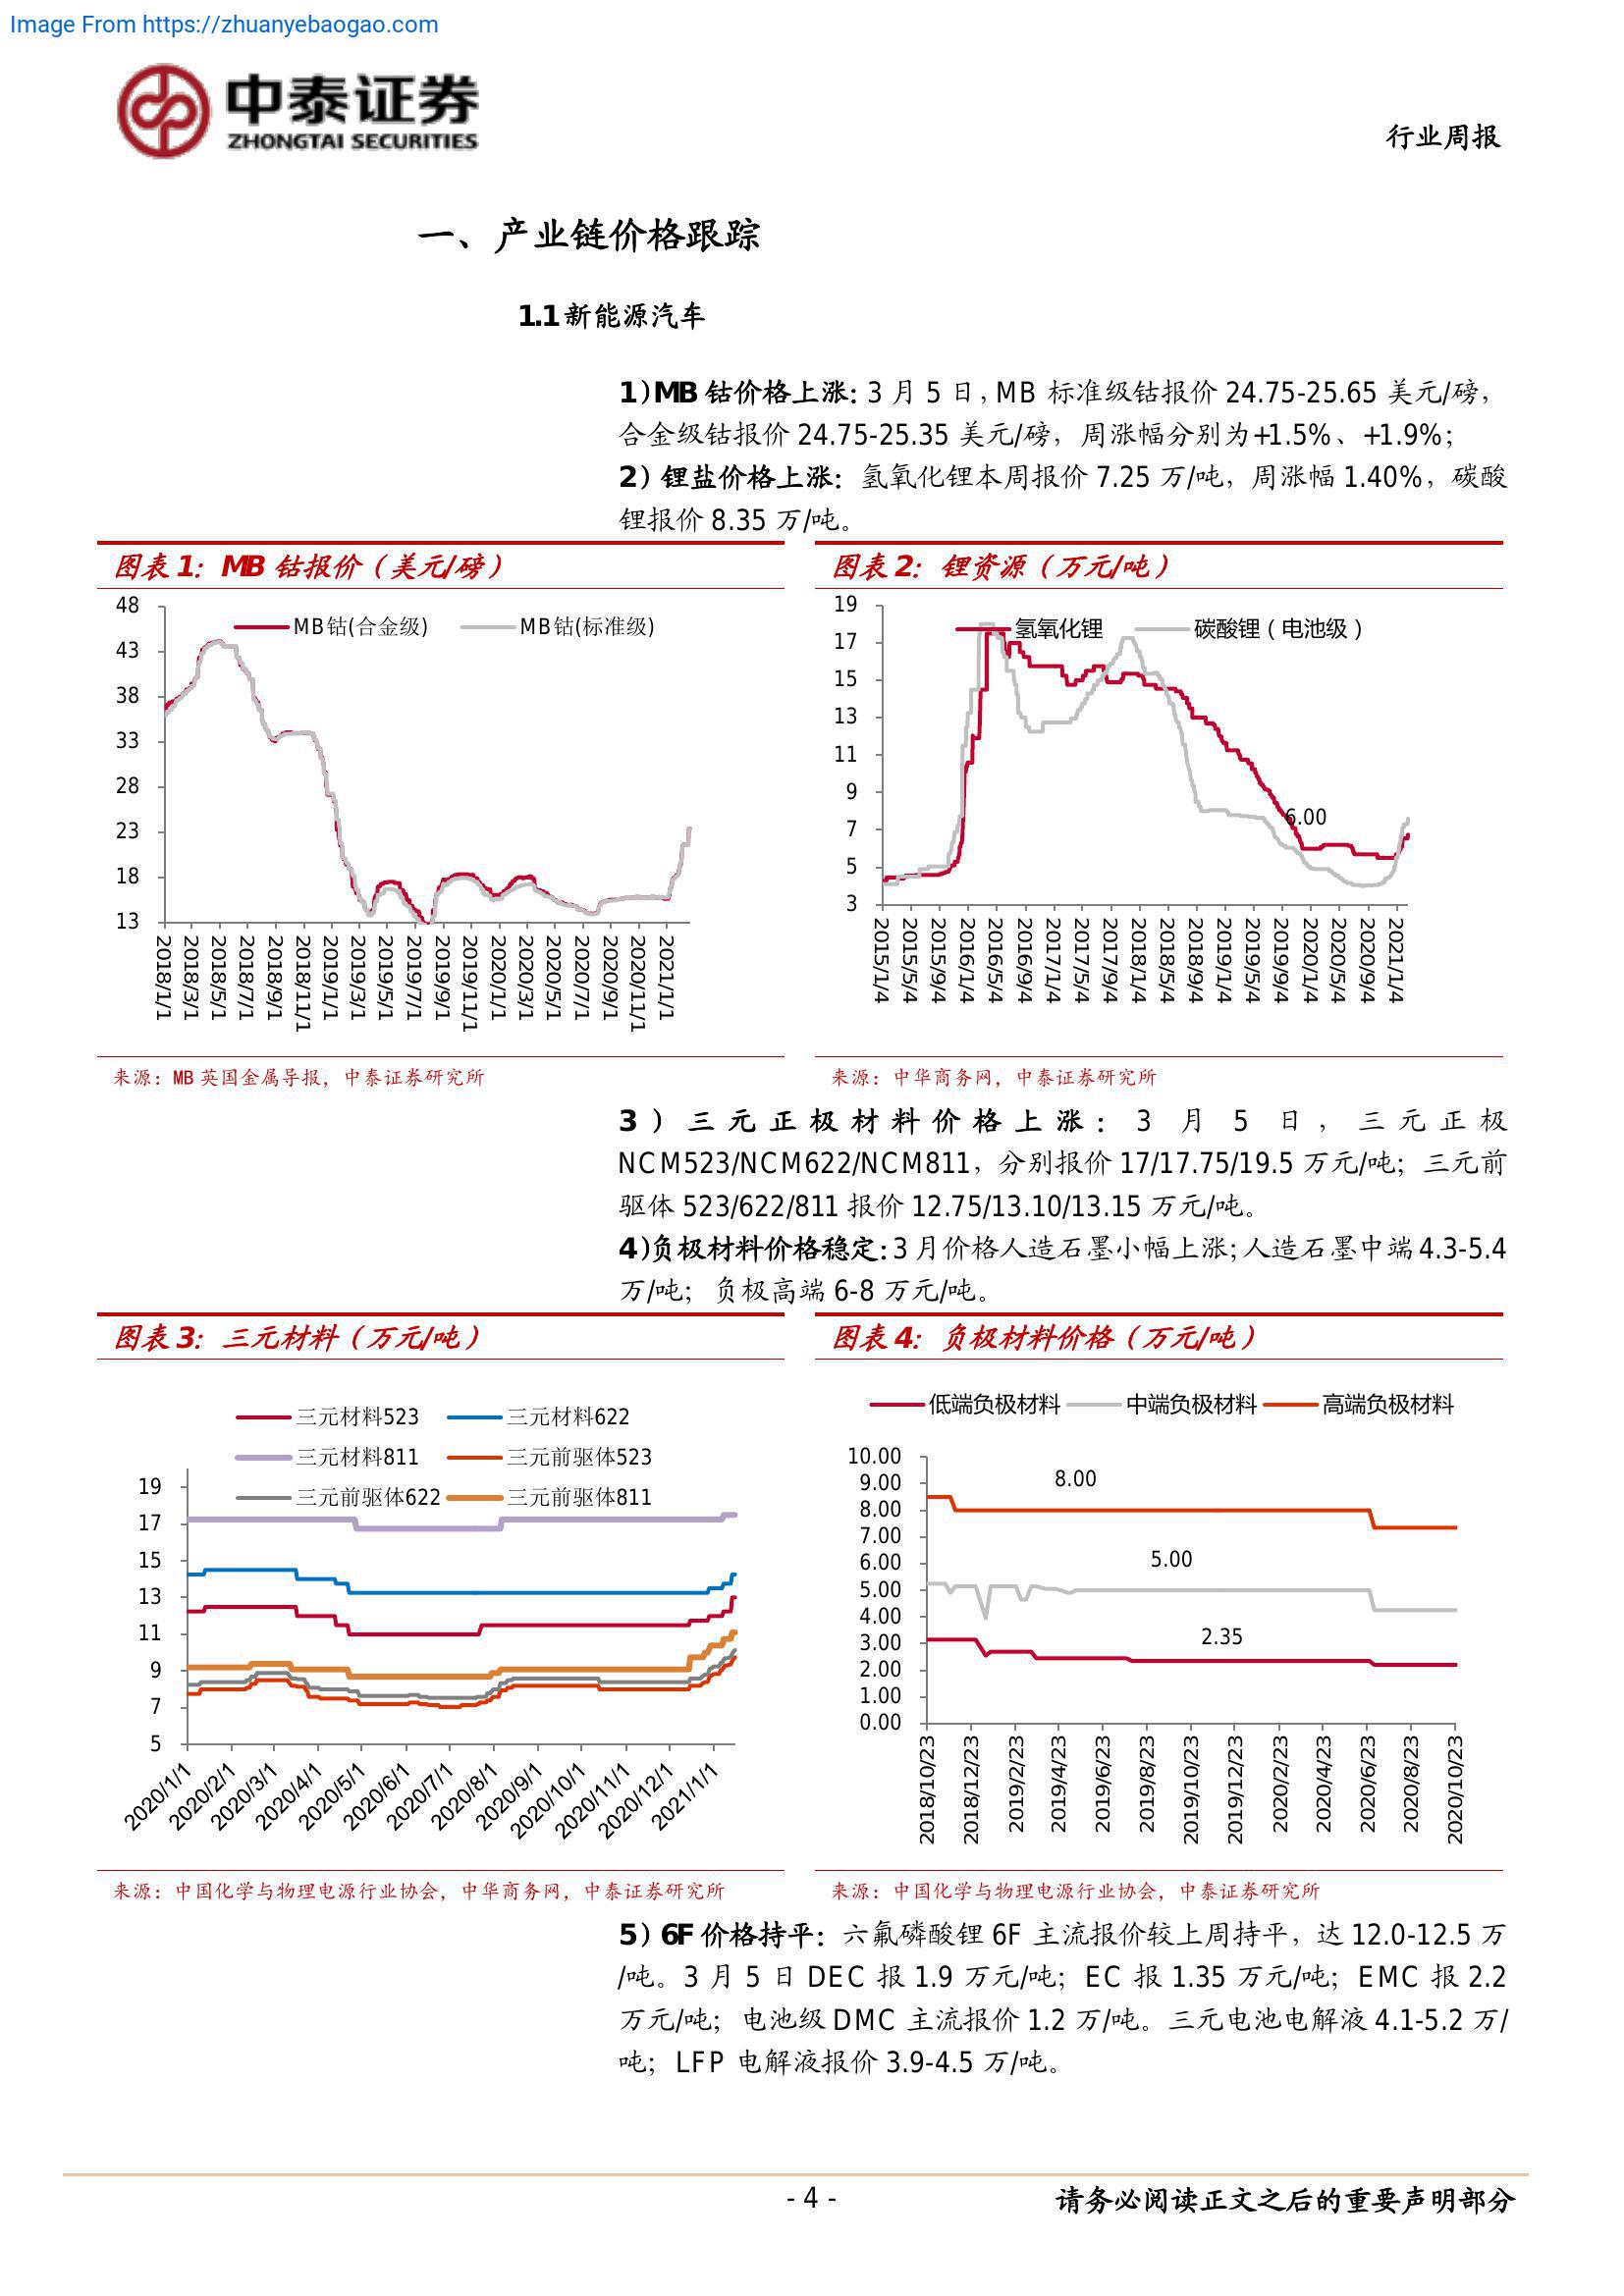 Image From https://zhuanyebaogao.com
中泰证券
ZHONGTAI SECURITIES
行业周报
一、产业链价格跟踪
1.1 新能源汽车
1）MB 钴价格上涨：3 月 5 日，MB 标准级钴报价 24.75-25.65 美元/磅，
合金级钴报价 24.75-25.35 美元/磅，周涨幅分别为+1.5%、+1.9%；
2）锂盐价格上涨：氢氧化锂本周报价 7.25 万/吨，周涨幅 1.40%，碳酸
锂报价 8.35 万/吨。
图表 1：MB 钴报价（美元/磅）
48
43
38
33
28
23
18
13
MB钴(合金级)
MB钴(标准级)
2018/1/1
2018/3/1
2018/5/1
2018/7/1
2018/9/1
2018/11/1
2019/1/1
2019/3/1
2019/5/1
2019/7/1
2019/9/1
2019/11/1
2020/1/1
2020/3/1
2020/5/1
2020/7/1
2020/9/1
2020/11/1
2021/1/1
来源：MB 英国金属导报，中泰证券研究所
图表 2：锂资源（万元/吨）
19
17
15
13
11
9
7
5
3
氢氧化锂
碳酸锂（电池级）
6.00
2015/1/4
2015/5/4
2015/9/4
2016/1/4
2016/5/4
2016/9/4
2017/1/4
2017/5/4
2017/9/4
2018/1/4
2018/5/4
2018/9/4
2019/1/4
2019/5/4
2019/9/4
2020/1/4
2020/5/4
2020/9/4
2021/1/4
来源：中华商务网，中泰证券研究所
3）三元正极材料价格上涨：3 月 5 日，三元正极
NCM523/NCM622/NCM811，分别报价 17/17.75/19.5 万元/吨；三元前
驱体 523/622/811 报价 12.75/13.10/13.15 万元/吨。
4)负极材料价格稳定：3 月价格人造石墨小幅上涨；人造石墨中端 4.3-5.4
万/吨；负极高端 6-8 万元/吨。
图表 3：三元材料（万元/吨）
三元材料523
三元材料622
三元材料811
三元前驱体523
三元前驱体622
三元前驱体811
19
17
15
13
11
9
7
5
2020/1/1
2020/2/1
2020/3/1
2020/4/1
2020/5/1
2020/6/1
2020/7/1
2020/8/1
2020/9/1
2020/10/1
2020/11/1
2020/12/1
2021/1/1
来源：中国化学与物理电源行业协会，中华商务网，中泰证券研究所
图表 4：负极材料价格（万元/吨）
低端负极材料
中端负极材料
高端负极材料
10.00
9.00
8.00
7.00
6.00
5.00
4.00
3.00
2.00
1.00
0.00
8.00
5.00
2.35
2018/10/23
2018/12/23
2019/2/23
2019/4/23
2019/6/23
2019/8/23
2019/10/23
2019/12/23
2020/2/23
2020/4/23
2020/6/23
2020/8/23
2020/10/23
来源：中国化学与物理电源行业协会，中泰证券研究所
5）6F 价格持平：六氟磷酸锂 6F 主流报价较上周持平，达 12.0-12.5 万
/吨。3 月 5 日 DEC 报 1.9 万元/吨；EC 报 1.35 万元/吨；EMC 报 2.2
万元/吨；电池级 DMC 主流报价 1.2 万/吨。三元电池电解液 4.1-5.2 万/
吨；LFP 电解液报价 3.9-4.5 万/吨。
- 4 -
请务必阅读正文之后的重要声明部分